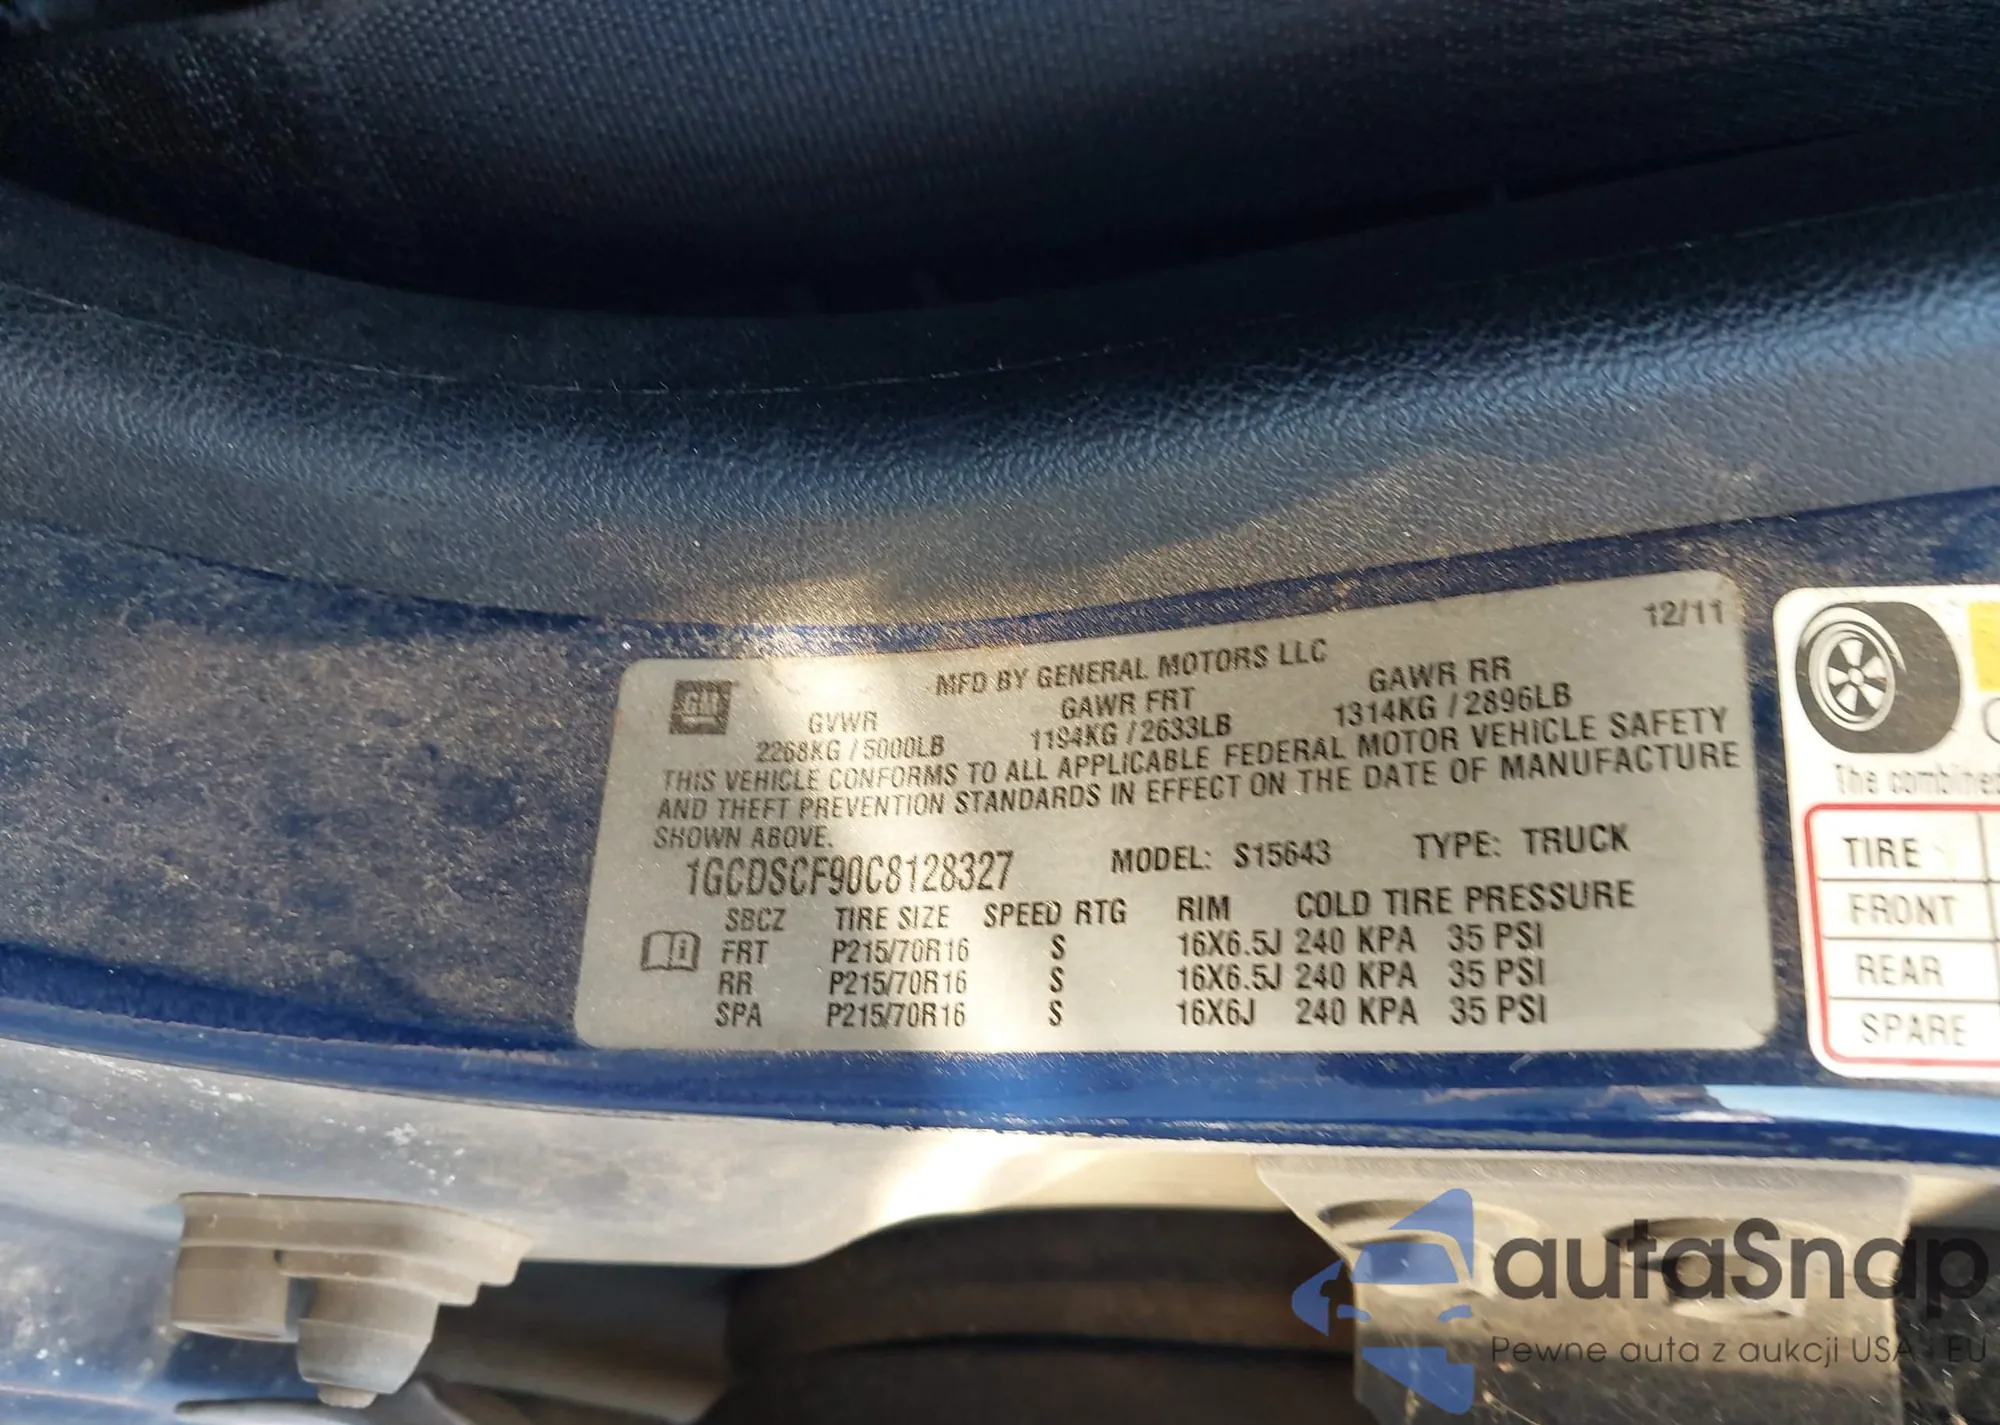 12/11
MFD BY GENERAL MOTORS LLC
GM
GVWR GAWR FRT GAWR RR
2268KG / 5000LB 1194KG / 2633LB 1314KG / 2896LB
THIS VEHICLE CONFORMS TO ALL APPLICABLE FEDERAL MOTOR VEHICLE SAFETY
AND THEFT PREVENTION STANDARDS IN EFFECT ON THE DATE OF MANUFACTURE
SHOWN ABOVE.
1GCDSCF90C8128327 MODEL: S15643 TYPE: TRUCK
SBCZ TIRE SIZE SPEED RTG RIM COLD TIRE PRESSURE
FRT P215/70R16 S 16X6.5J 240 KPA 35 PSI
RR P215/70R16 S 16X6.5J 240 KPA 35 PSI
SPA P215/70R16 S 16X6J 240 KPA 35 PSI
The combined
TIRE
FRONT
REAR
SPARE
autaSnap
Pewne auta z aukcji USA i EU